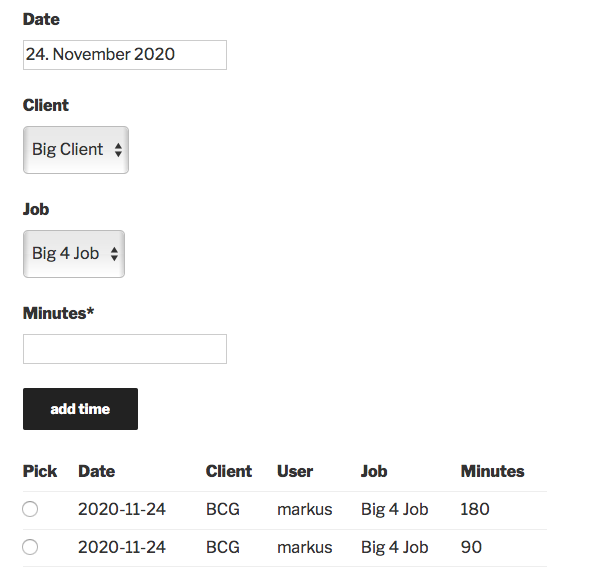 Date
24. November 2020
Client
Big Client
Job
Big 4 Job
Minutes*
add time
Pick Date Client User Job Minutes
2020-11-24 BCG markus Big 4 Job 180
2020-11-24 BCG markus Big 4 Job 90